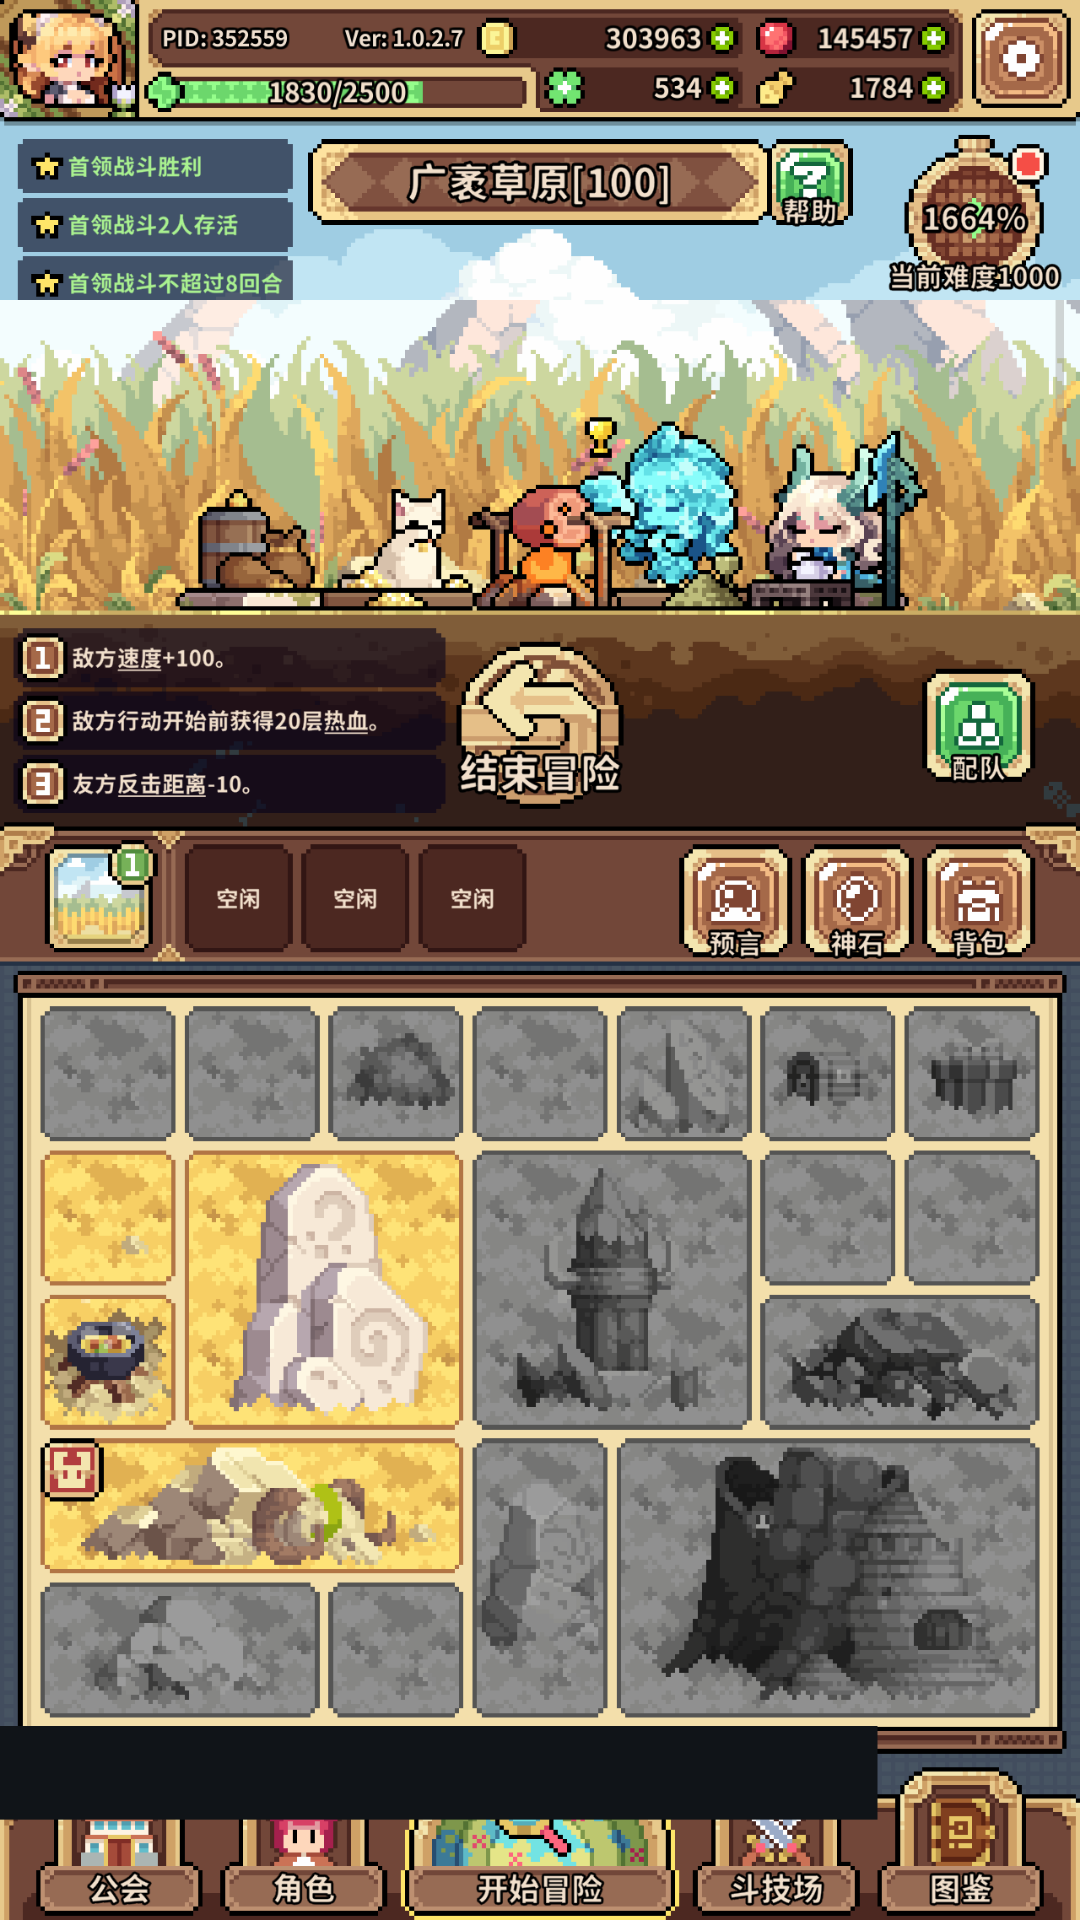 PID: 352559
Ver: 1.0.2.7
303963
145457
1830/2500
534
1784
首领战斗胜利
首领战斗2人存活
首领战斗不超过8回合
广袤草原[100]
帮助
1664%
当前难度1000
1 敌方速度+100。
2 敌方行动开始前获得20层热血。
3 友方反击距离-10。
结束冒险
配队
1
空闲
空闲
空闲
预言
神石
背包
公会
角色
开始冒险
斗技场
图鉴